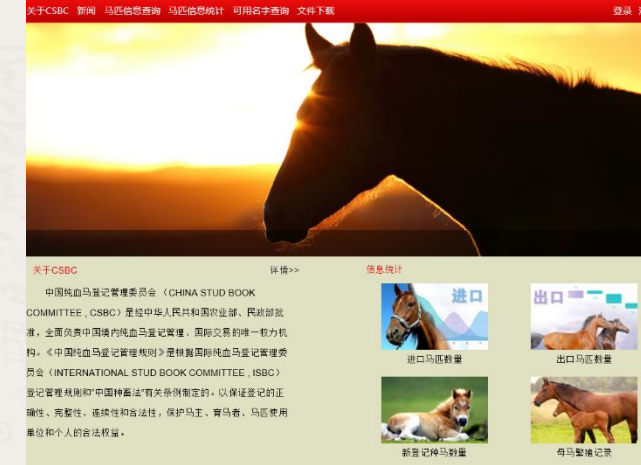 关于CSBC 新闻 马匹信息查询 马匹信息统计 可用名字查询 文件下载 登录
关于CSBC 详情>>
中国纯血马登记管理委员会 （CHINA STUD BOOK
COMMITTEE , CSBC）是经中华人民共和国农业部、民政部批
准，全面负责中国境内纯血马登记管理、国际交易的唯一权力机
构。《中国纯血马登记管理规则》是根据国际纯血马登记管理委
员会（INTERNATIONAL STUD BOOK COMMITTEE , ISBC）
登记管理规则和“中国种畜法”有关条例制定的。以保证登记的正
确性、完整性、连续性和合法性，保护马主、育马者、马匹使用
单位和个人的合法权益。
信息统计
进口
出口
进口马匹数量
出口马匹数量
新登记种马数量
母马繁殖记录